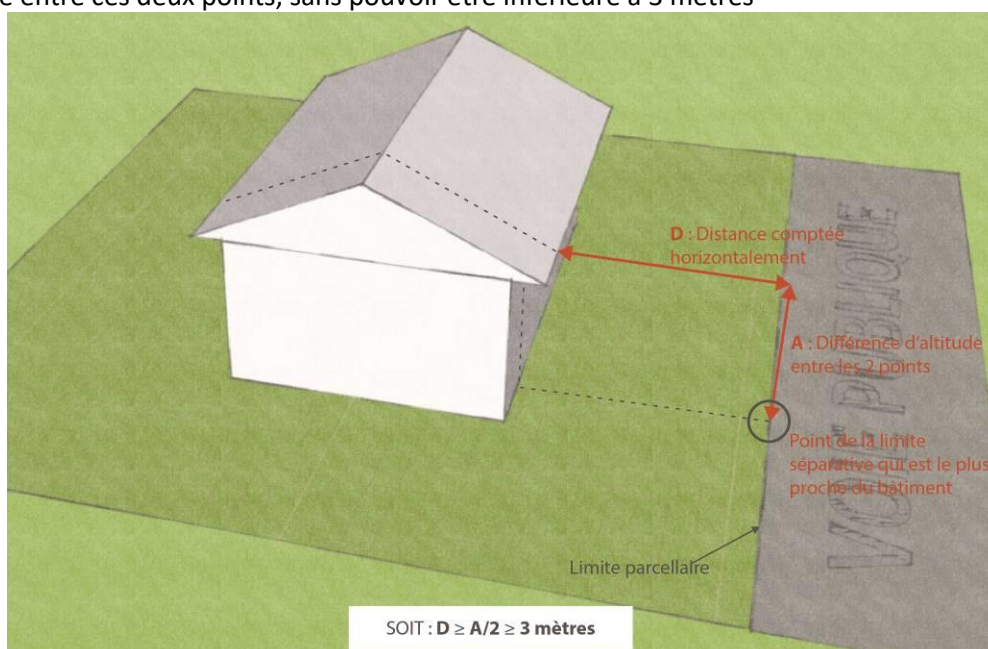 e entre ces deux points, sans pouvoir être inférieure à 3 mètres
D : Distance comptée
horizontalement
A : Différence d'altitude
entre les 2 points
Point de la limite
séparative qui est le plus
proche du bâtiment
VOIE PUBLIQUE
Limite parcellaire
SOIT : D ≥ A/2 ≥ 3 mètres